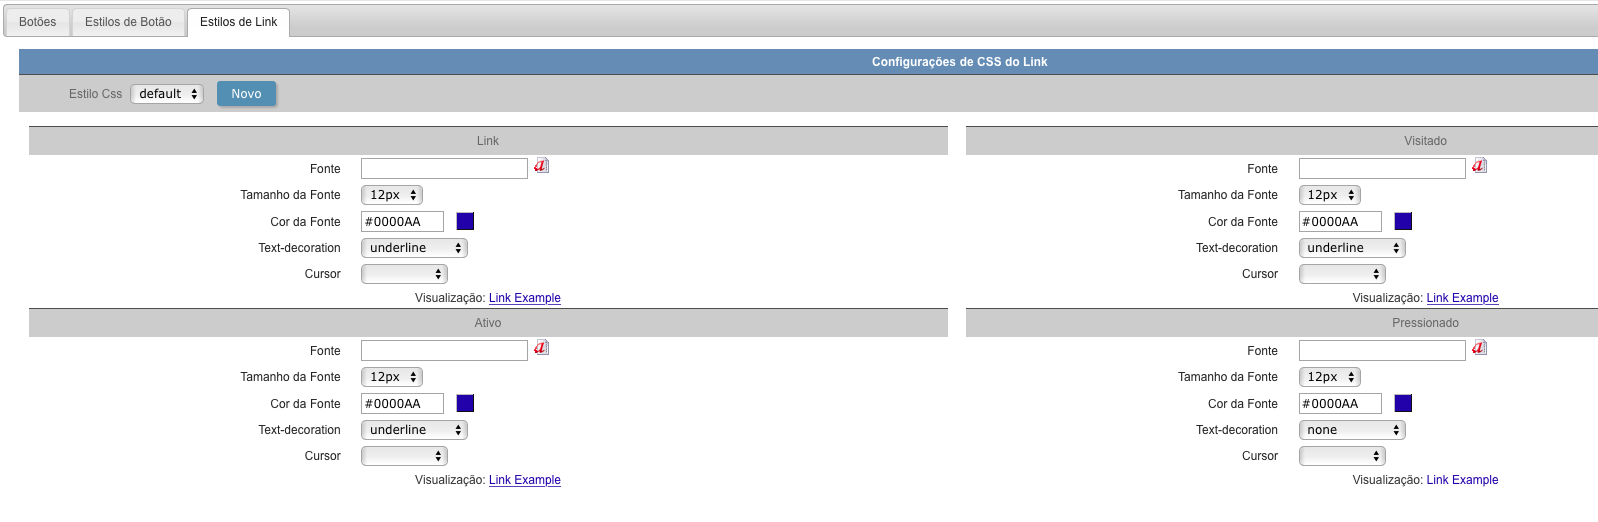 Botões Estilos de Botão Estilos de Link
Configurações de CSS do Link
Estilo Css default Novo
Link Visitado
Fonte a Fonte a
Tamanho da Fonte 12px Tamanho da Fonte 12px
Cor da Fonte #0000AA Cor da Fonte #0000AA
Text-decoration underline Text-decoration underline
Cursor Cursor
Visualização: Link Example Visualização: Link Example
Ativo Pressionado
Fonte a Fonte a
Tamanho da Fonte 12px Tamanho da Fonte 12px
Cor da Fonte #0000AA Cor da Fonte #0000AA
Text-decoration underline Text-decoration none
Cursor Cursor
Visualização: Link Example Visualização: Link Example